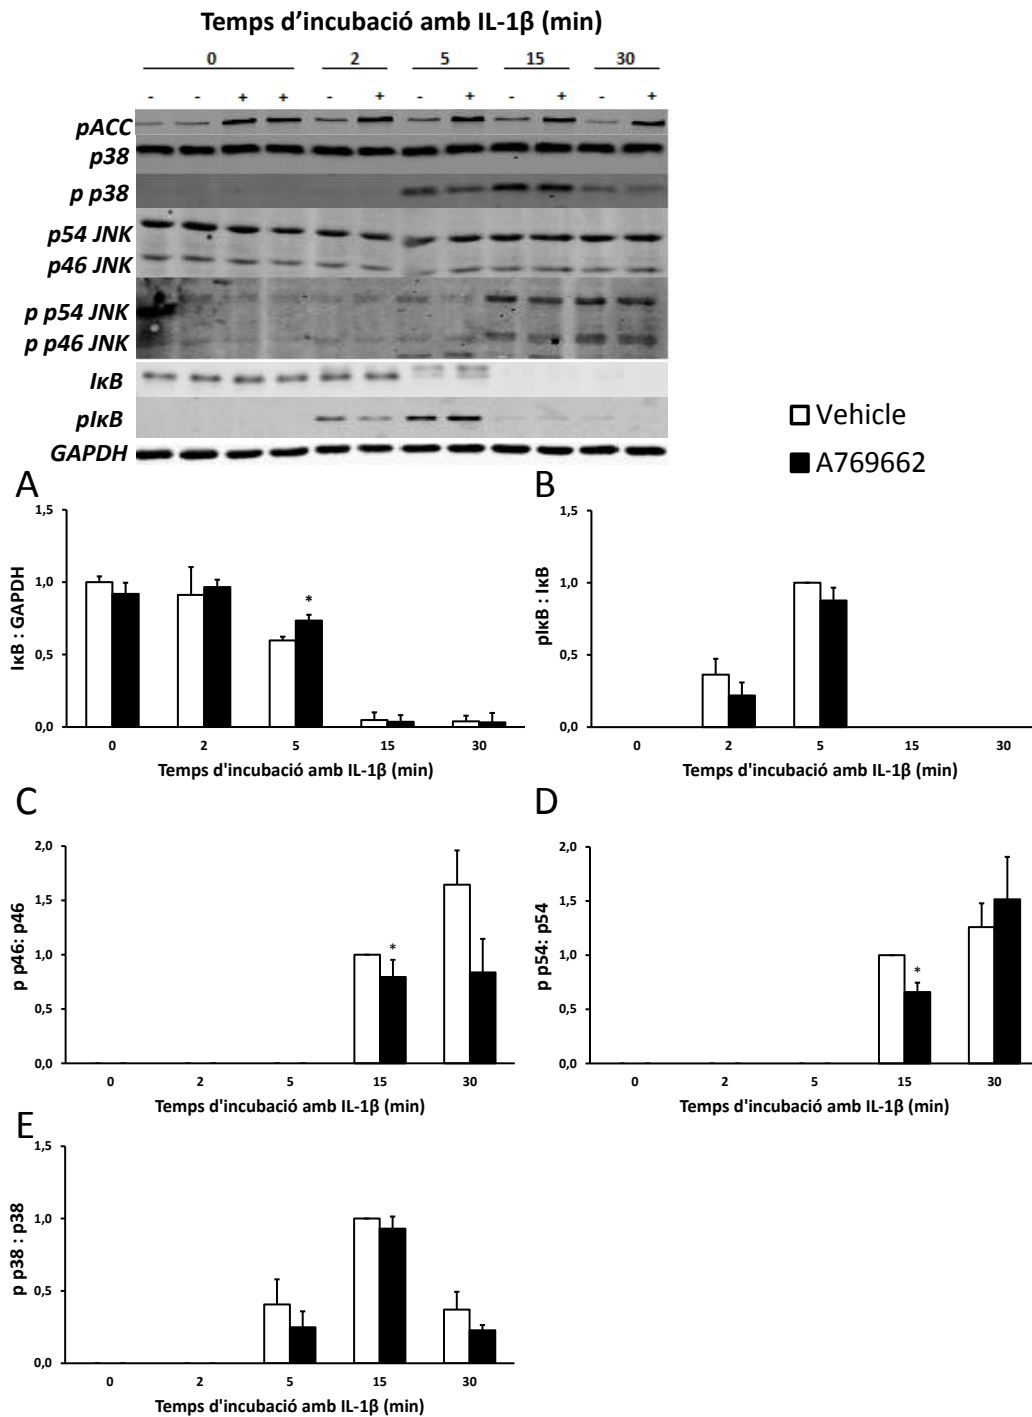 Temps d'incubació amb IL-1β (min)
0 2 5 15 30
- - + + - + - + - + - +
pACC
p38
p p38
p54 JNK
p46 JNK
p p54 JNK
p p46 JNK
IκB
pIκB
GAPDH
Vehicle
A769662
A
1,5
1,0
0,5
0,0
IκB : GAPDH
*
0 2 5 15 30
Temps d'incubació amb IL-1β (min)
B
1,5
1,0
0,5
0,0
pIκB : IκB
0 2 5 15 30
Temps d'incubació amb IL-1β (min)
C
2,0
1,5
1,0
0,5
0,0
p p46: p46
*
0 2 5 15 30
Temps d'incubació amb IL-1β (min)
D
2,0
1,5
1,0
0,5
0,0
p p54: p54
*
0 2 5 15 30
Temps d'incubació amb IL-1β (min)
E
1,5
1,0
0,5
0,0
p p38 : p38
0 2 5 15 30
Temps d'incubació amb IL-1β (min)